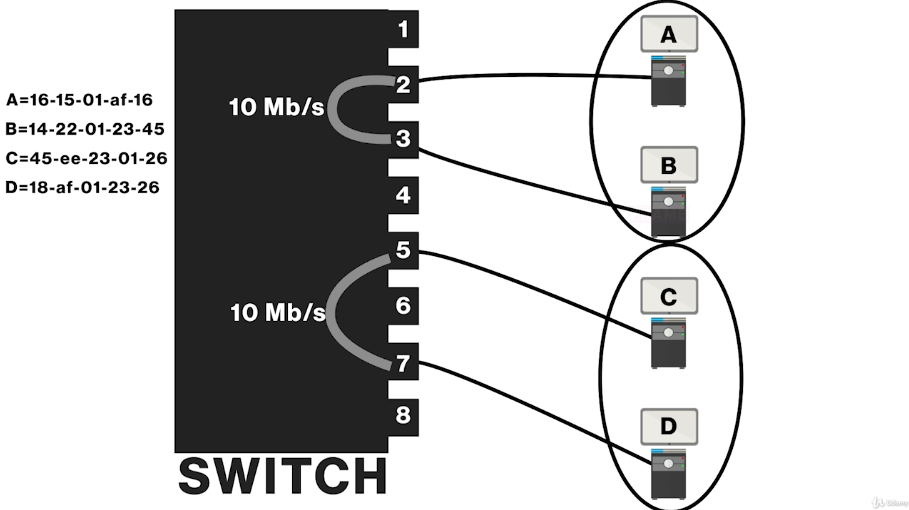 A=16-15-01-af-16
B=14-22-01-23-45
C=45-ee-23-01-26
D=18-af-01-23-26
1
2
3
4
5
6
7
8
10 Mb/s
10 Mb/s
SWITCH
A
B
C
D
Udemy